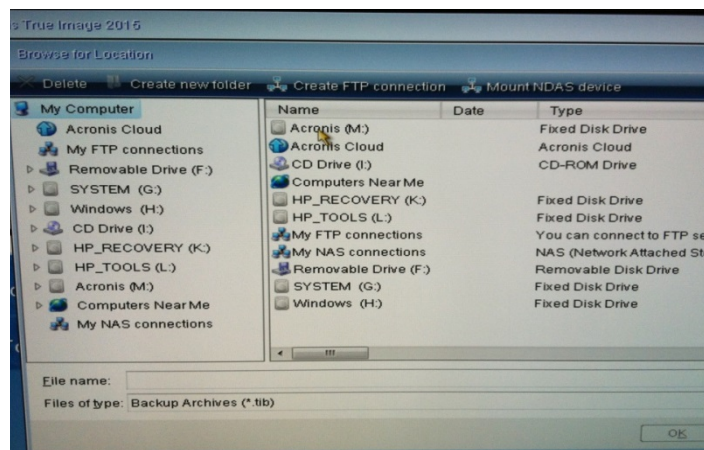 s True Image 2015
Browse for Location
Delete Create new folder Create FTP connection Mount NDAS device
My Computer
Acronis Cloud
My FTP connections
Removable Drive (F:)
SYSTEM (G:)
Windows (H:)
CD Drive (I:)
HP_RECOVERY (K:)
HP_TOOLS (L:)
Acronis (M:)
Computers Near Me
My NAS connections
Name Date Type
Acronis (M:) Fixed Disk Drive
Acronis Cloud Acronis Cloud
CD Drive (I:) CD-ROM Drive
Computers Near Me
HP_RECOVERY (K:) Fixed Disk Drive
HP_TOOLS (L:) Fixed Disk Drive
My FTP connections You can connect to FTP se
My NAS connections NAS (Network Attached St
Removable Drive (F:) Removable Disk Drive
SYSTEM (G:) Fixed Disk Drive
Windows (H:) Fixed Disk Drive
File name:
Files of type: Backup Archives (*.tib)
OK